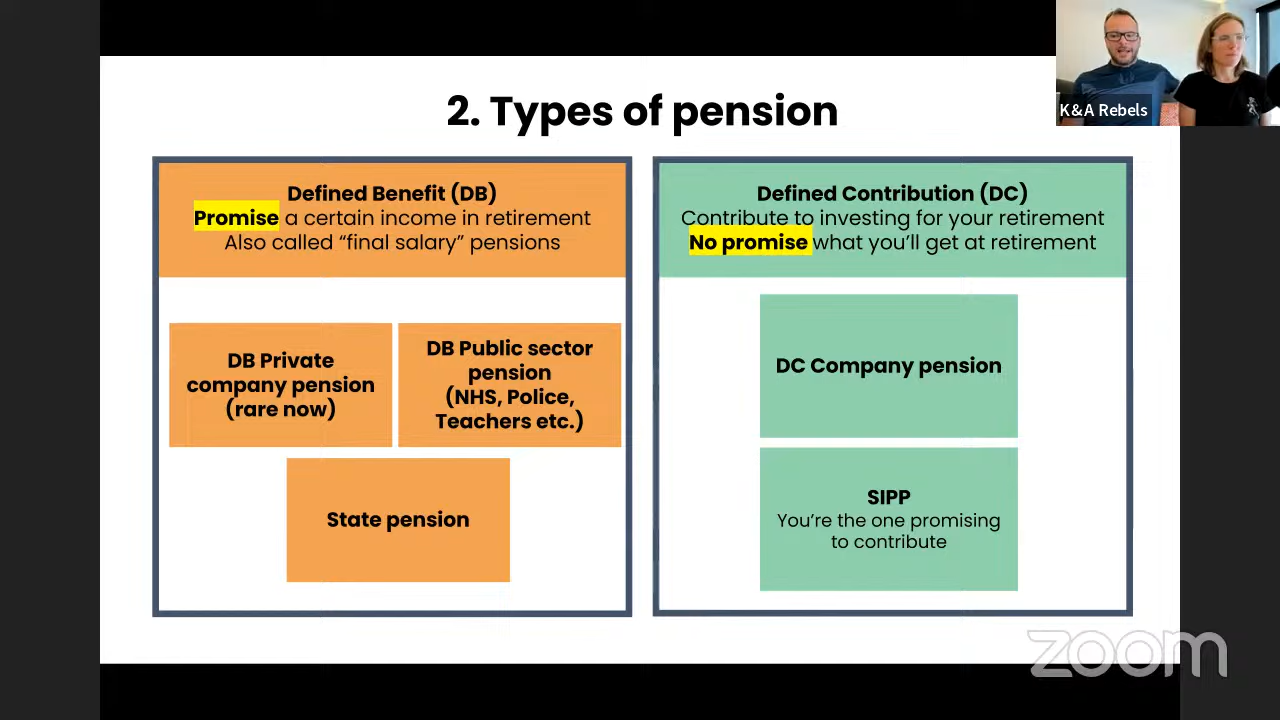 2. Types of pension
K&A Rebels
Defined Benefit (DB)
Promise a certain income in retirement
Also called “final salary” pensions
DB Private
company pension
(rare now)
DB Public sector
pension
(NHS, Police,
Teachers etc.)
State pension
Defined Contribution (DC)
Contribute to investing for your retirement
No promise what you’ll get at retirement
DC Company pension
SIPP
You’re the one promising
to contribute
zoom